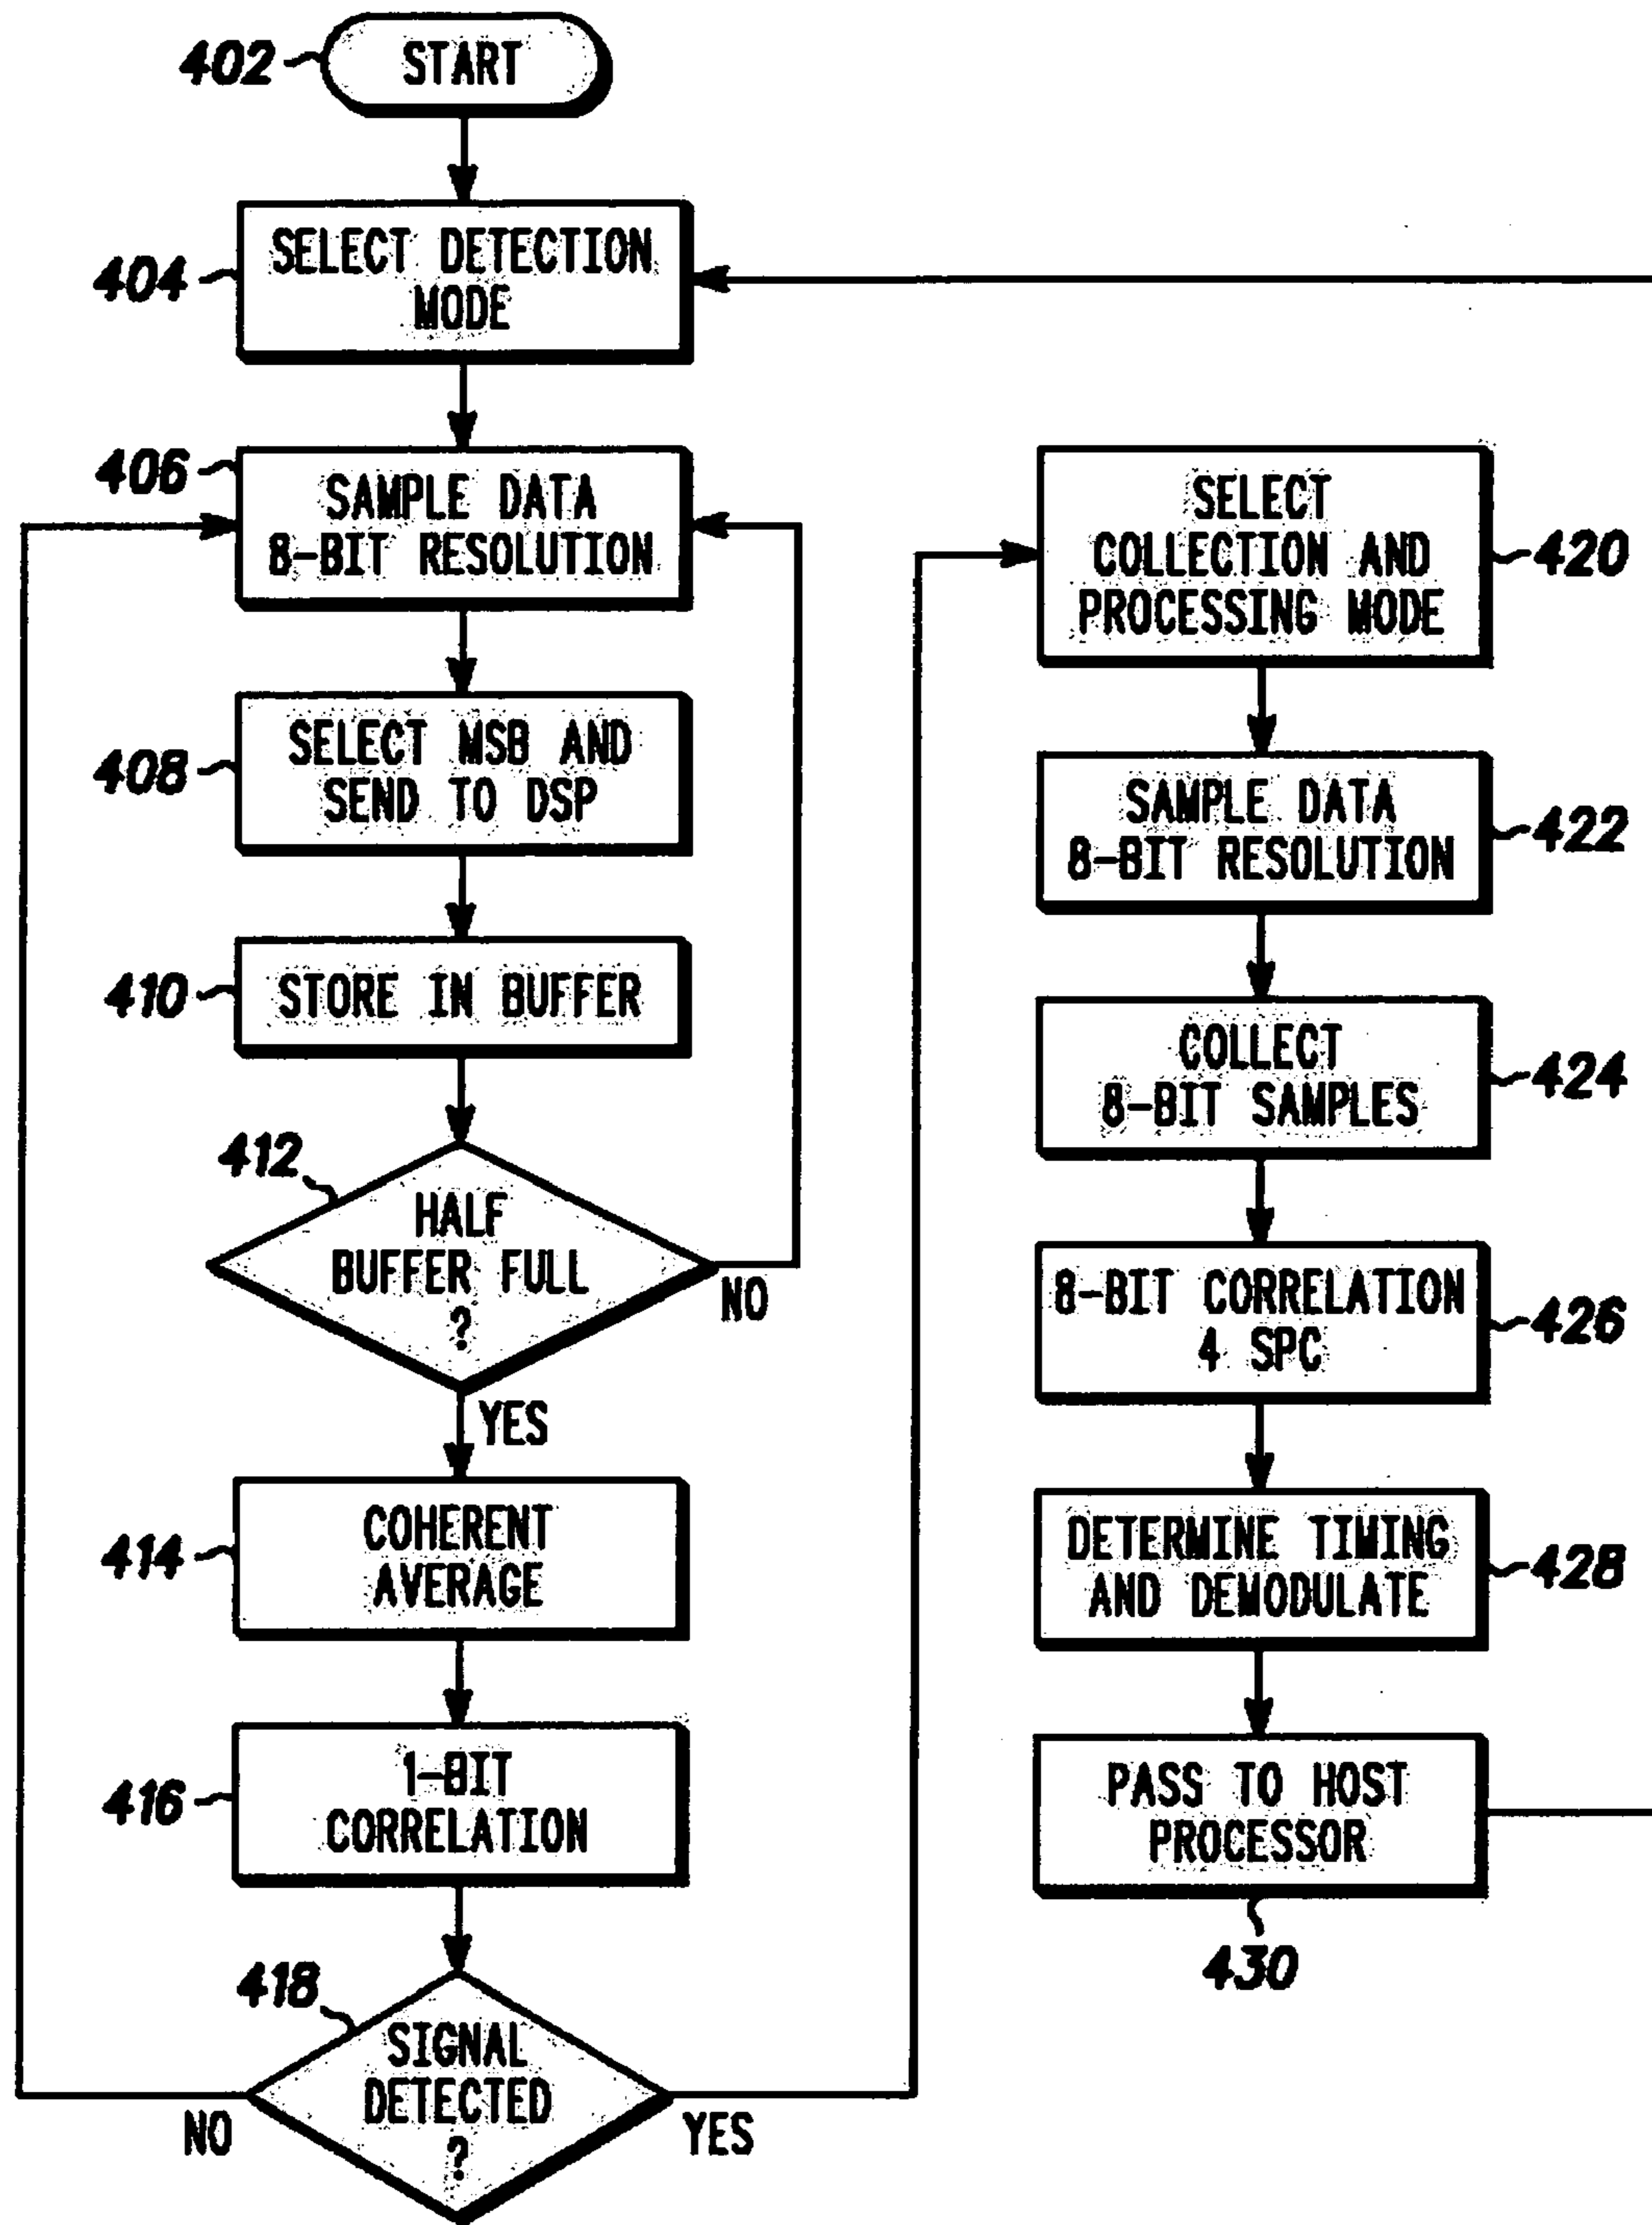 402
START
404
SELECT DETECTION
MODE
406
SAMPLE DATA
8-BIT RESOLUTION
408
SELECT MSB AND
SEND TO DSP
410
STORE IN BUFFER
412
HALF
BUFFER FULL
?
NO
YES
414
COHERENT
AVERAGE
416
1-BIT
CORRELATION
418
SIGNAL
DETECTED
?
NO
YES
SELECT
COLLECTION AND
PROCESSING MODE
420
SAMPLE DATA
8-BIT RESOLUTION
422
COLLECT
8-BIT SAMPLES
424
8-BIT CORRELATION
4 SPC
426
DETERMINE TIMING
AND DEMODULATE
428
PASS TO HOST
PROCESSOR
430